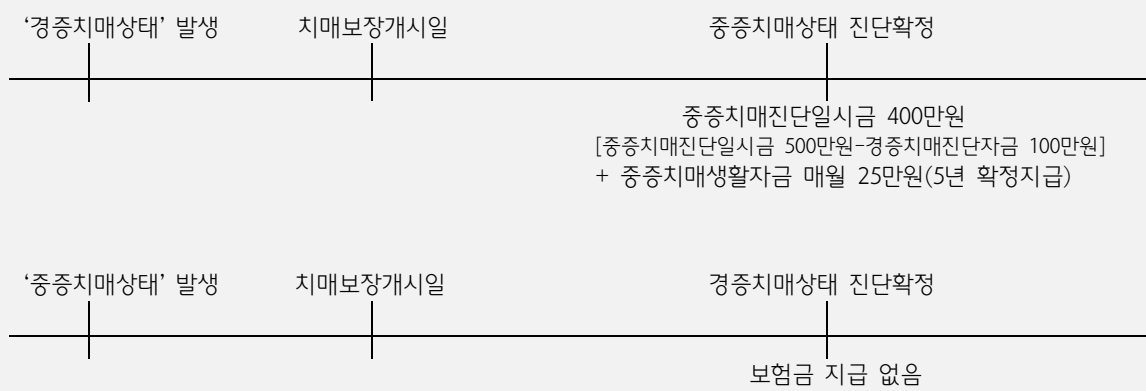 ‘경증치매상태’ 발생 치매보장개시일 중증치매상태 진단확정
중증치매진단일시금 400만원
[중증치매진단일시금 500만원-경증치매진단자금 100만원]
+ 중증치매생활자금 매월 25만원(5년 확정지급)
‘중증치매상태’ 발생 치매보장개시일 경증치매상태 진단확정
보험금 지급 없음